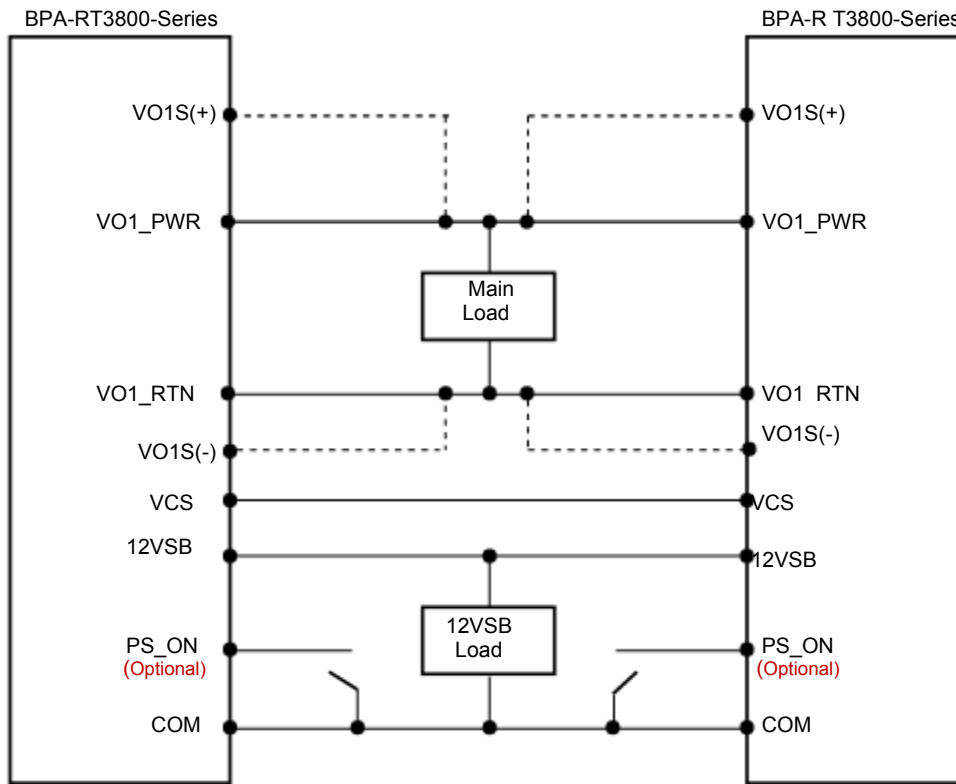 BPA-RT3800-Series
BPA-R T3800-Series
VO1S(+)
VO1S(+)
VO1_PWR
VO1_PWR
Main
Load
VO1_RTN
VO1 RTN
VO1S(-)
VO1S(-)
VCS
VCS
12VSB
12VSB
12VSB
Load
PS_ON
(Optional)
PS_ON
(Optional)
COM
COM